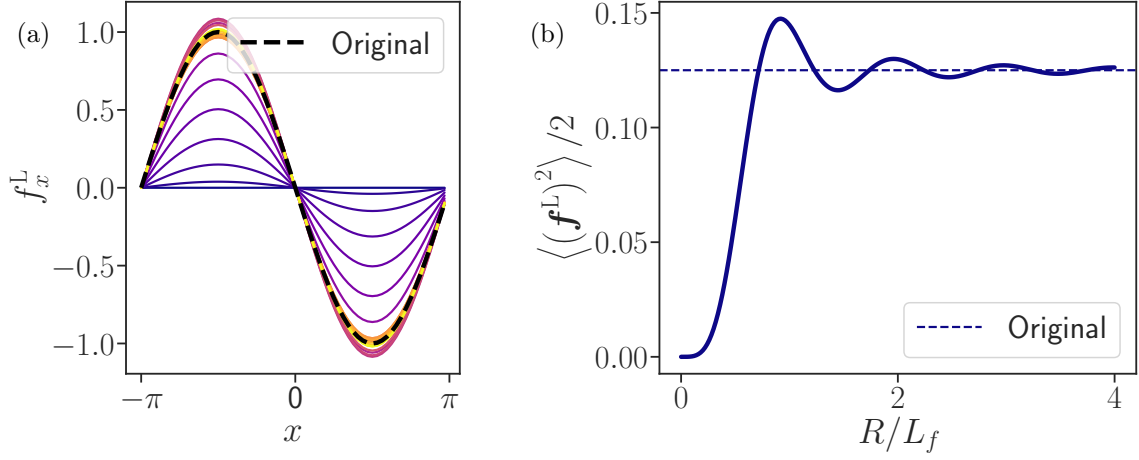 (a)
f_x^L
1.0
0.5
0.0
−0.5
−1.0
−π
0
π
x
Original
(b)
⟨(f^L)^2⟩/2
0.15
0.10
0.05
0.00
0
2
4
R/L_f
Original